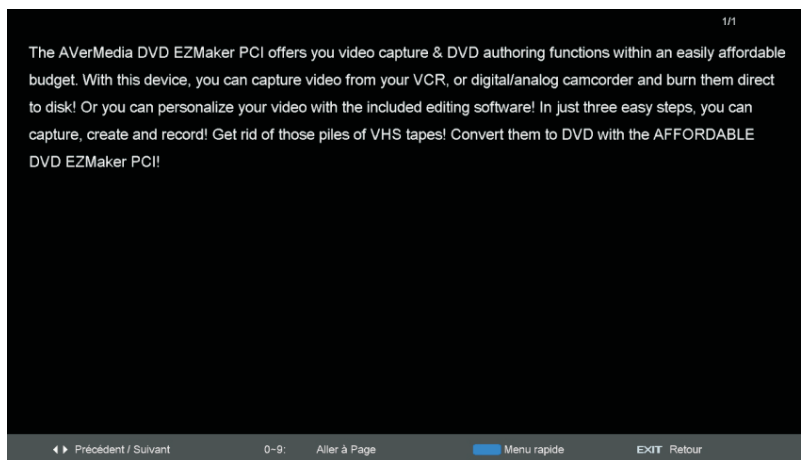 1/1
The AVerMedia DVD EZMaker PCI offers you video capture & DVD authoring functions within an easily affordable
budget. With this device, you can capture video from your VCR, or digital/analog camcorder and burn them direct
to disk! Or you can personalize your video with the included editing software! In just three easy steps, you can
capture, create and record! Get rid of those piles of VHS tapes! Convert them to DVD with the AFFORDABLE
DVD EZMaker PCI!
Précédent / Suivant 0~9: Aller à Page Menu rapide EXIT Retour